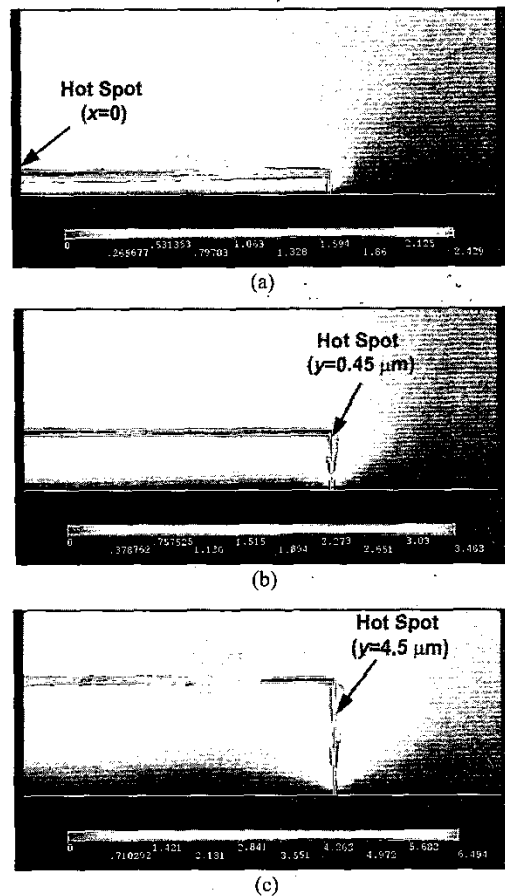 Hot Spot
(x=0)
0 .531353 1.063 1.594 2.125
.265677 .79703 1.328 1.86 2.429
(a)
Hot Spot
(y=0.45 μm)
0 .757525 1.515 2.273 3.03
.378762 1.136 1.894 2.651 3.463
(b)
Hot Spot
(y=4.5 μm)
0 1.421 2.841 4.262 5.682
.710292 2.131 3.551 4.972 6.494
(c)